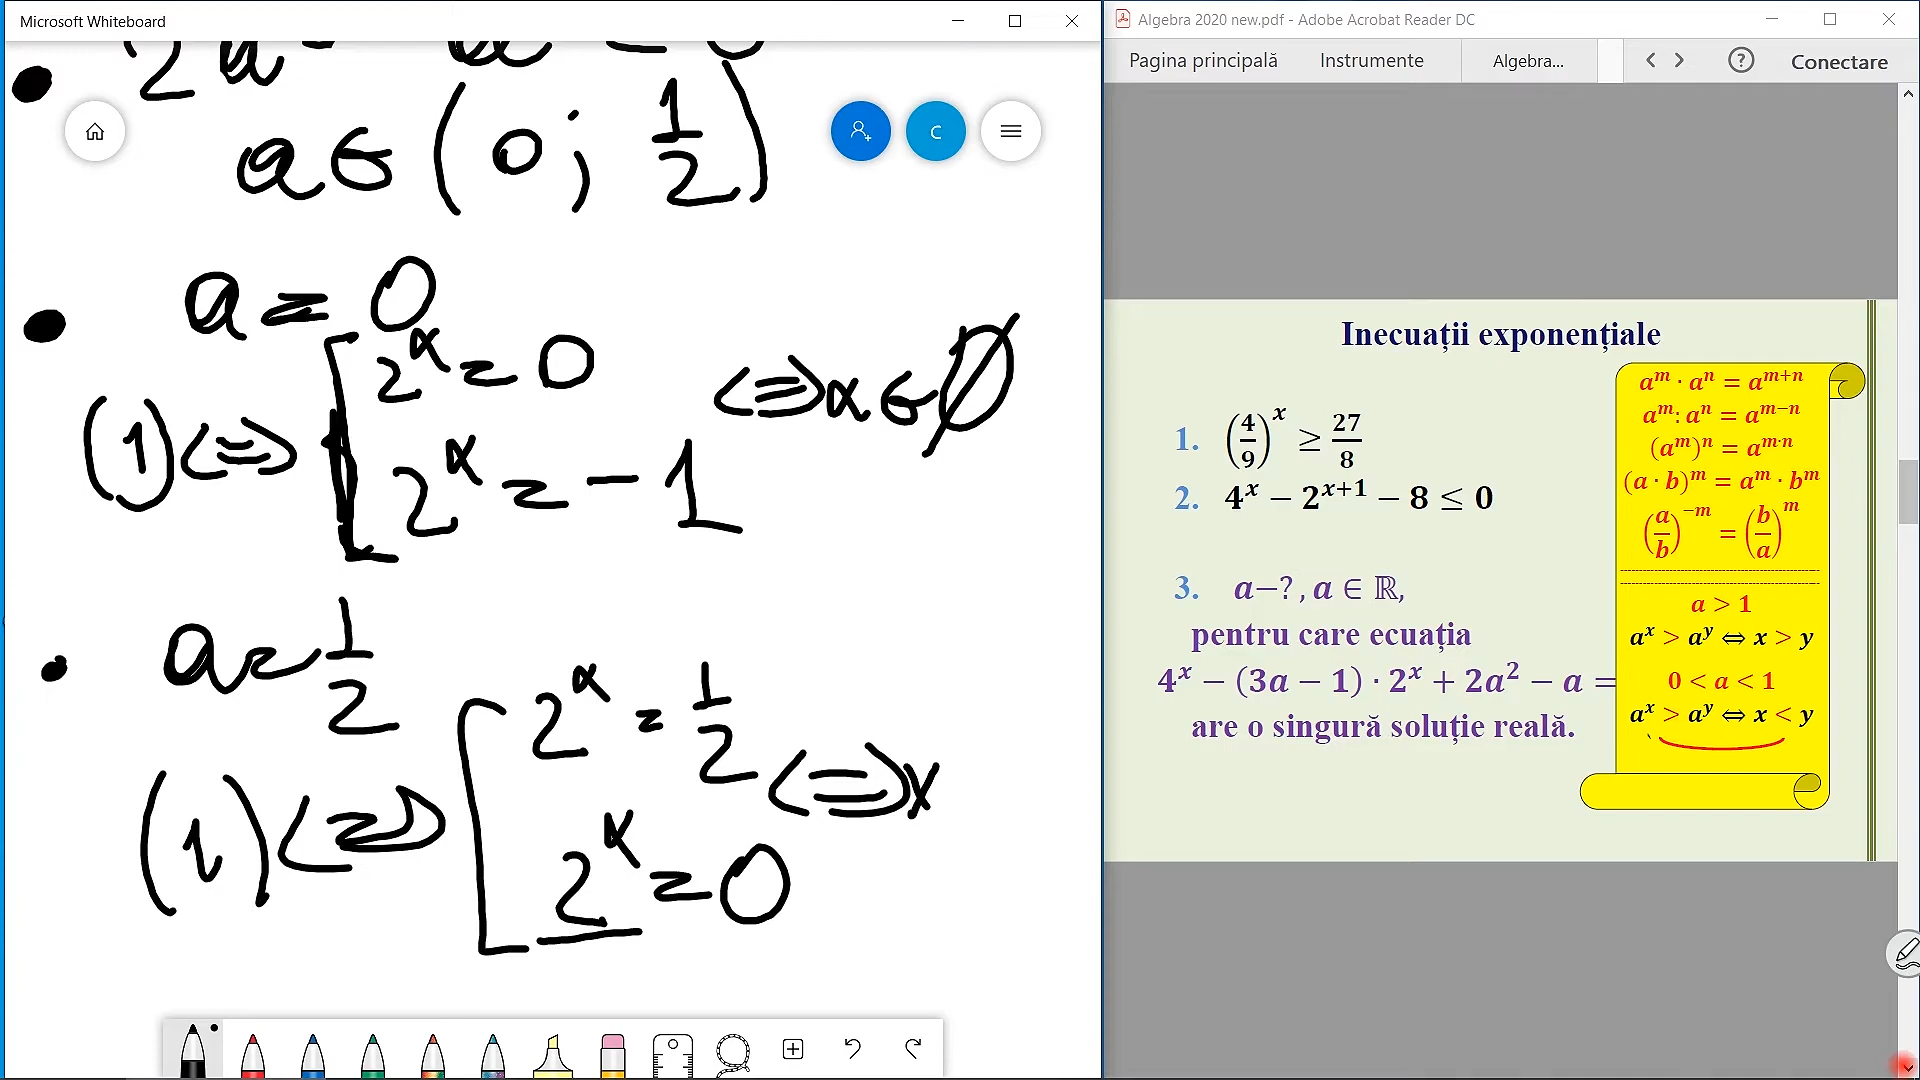 Microsoft Whiteboard
a ∈ (0; 1/2)
a = 0
(1) <=> [ 2^x = 0
2^x = -1
<=> x ∈ ∅
a = 1/2
(1) <=> [ 2^x = 1/2
2^x = 0
<=> x
C
Algebra 2020 new.pdf - Adobe Acrobat Reader DC
Pagina principală Instrumente Algebra... Conectare
Inecuații exponențiale
1. (4/9)^x ≥ 27/8
2. 4^x − 2^{x+1} − 8 ≤ 0
3. a−?, a ∈ ℝ,
pentru care ecuația
4^x − (3a − 1) · 2^x + 2a^2 − a =
are o singură soluție reală.
a^m · a^n = a^{m+n}
a^m : a^n = a^{m−n}
(a^m)^n = a^{m·n}
(a · b)^m = a^m · b^m
(a/b)^{−m} = (b/a)^m
a > 1
a^x > a^y ⇔ x > y
0 < a < 1
a^x > a^y ⇔ x < y